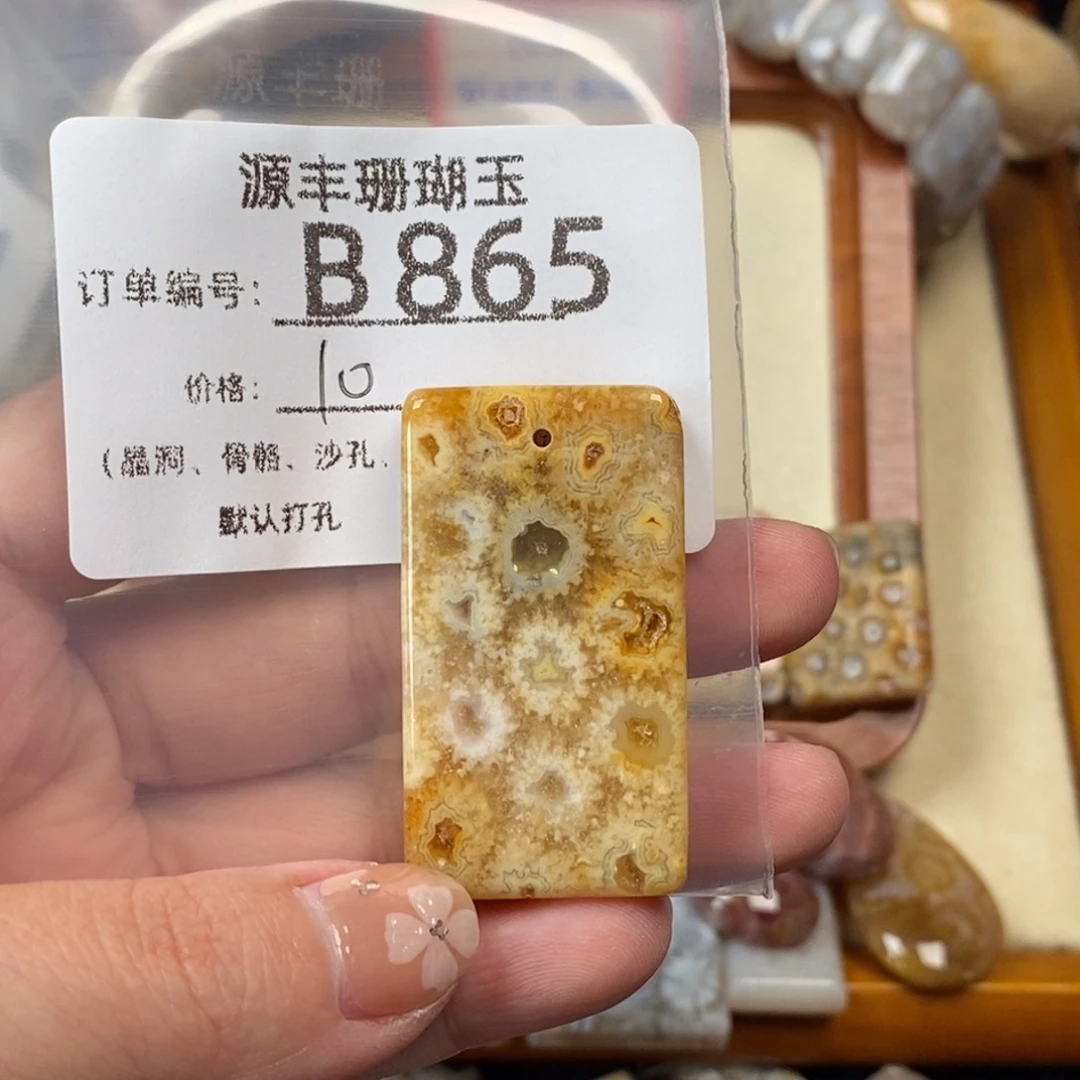 源丰珊瑚玉
订单编号: B865
价格: 10
(晶洞、骨骼、沙孔、
默认打孔